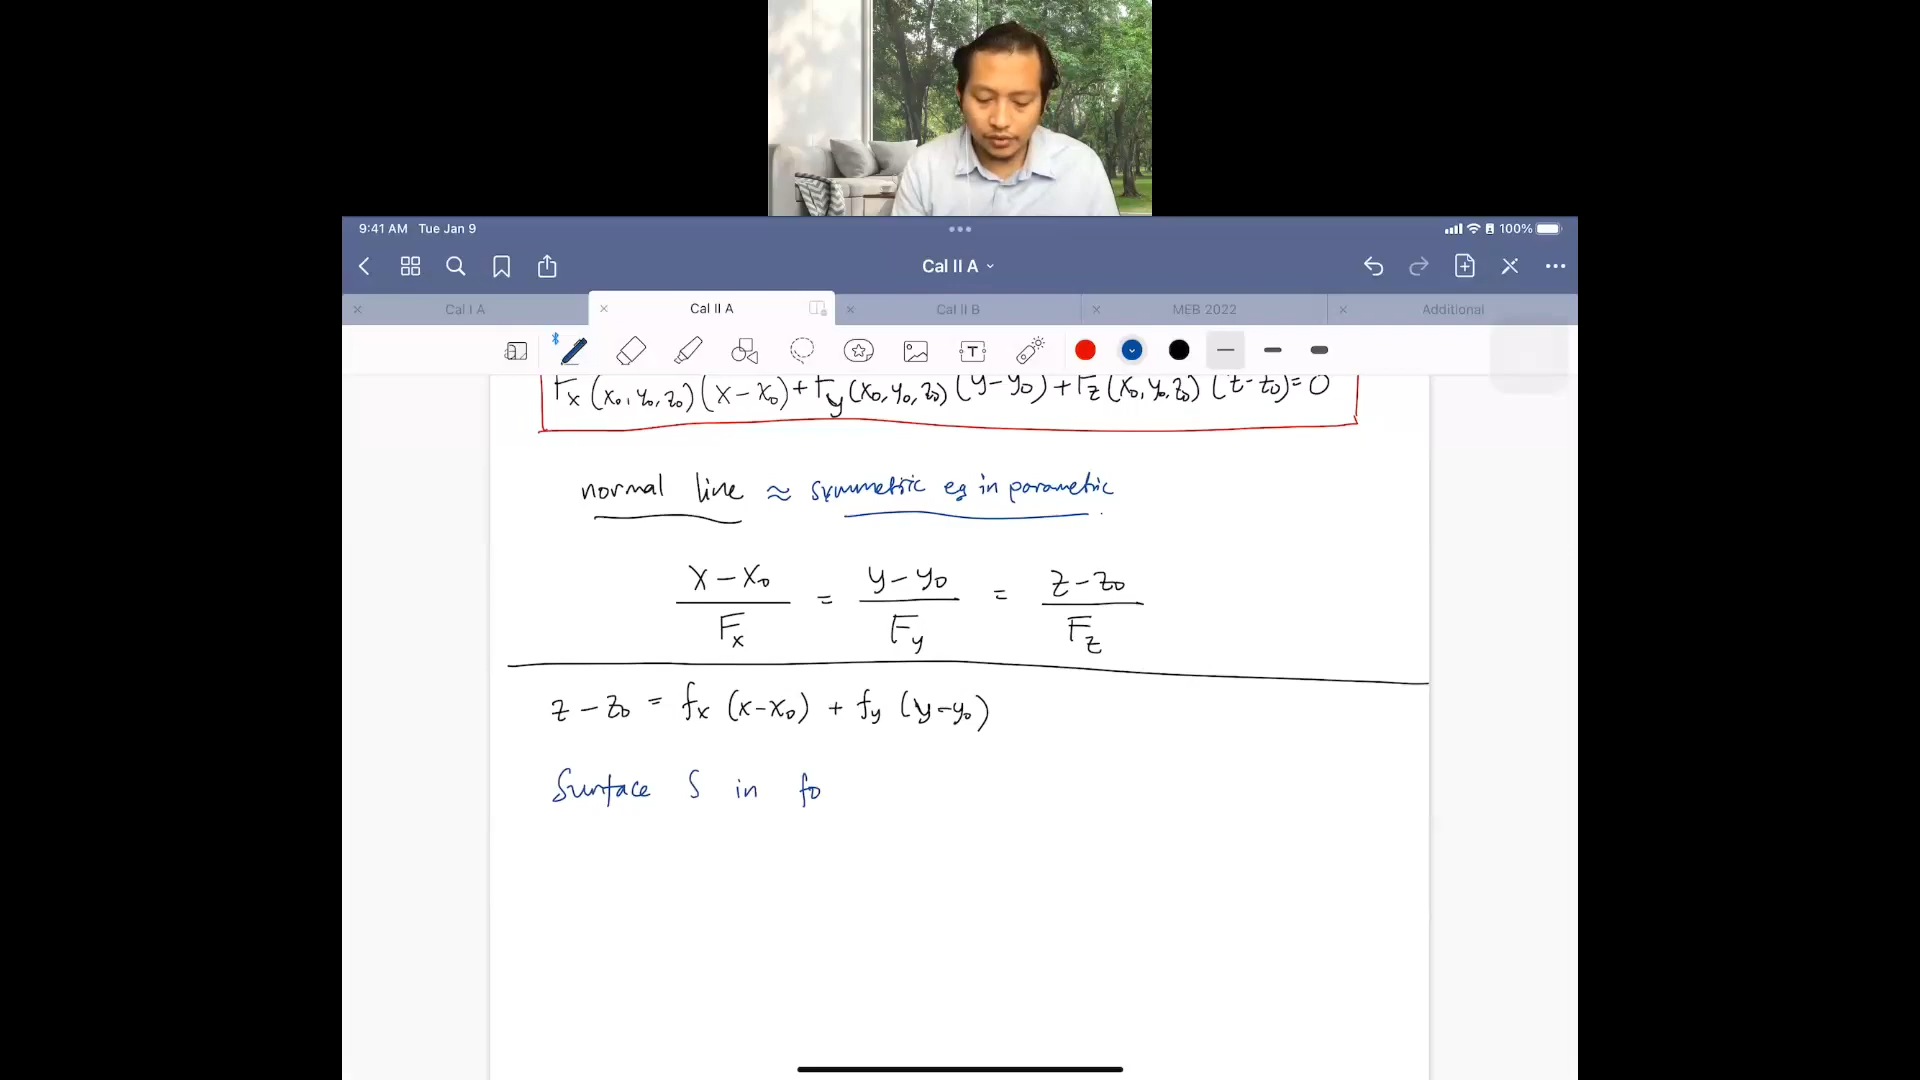 9:41 AM Tue Jan 9
100%
Cal II A
Cal I A
Cal II A
Cal II B
MEB 2022
Additional
T
Fx (x₀, y₀, z₀) (x − x₀) + Fy (x₀, y₀, z₀) (y − y₀) + Fz (x₀, y₀, z₀) (z − z₀) = 0
normal line ≈ symmetric eq in parametric
x − x₀ / Fx = y − y₀ / Fy = z − z₀ / Fz
z − z₀ = fx (x − x₀) + fy (y − y₀)
Surface S in fo